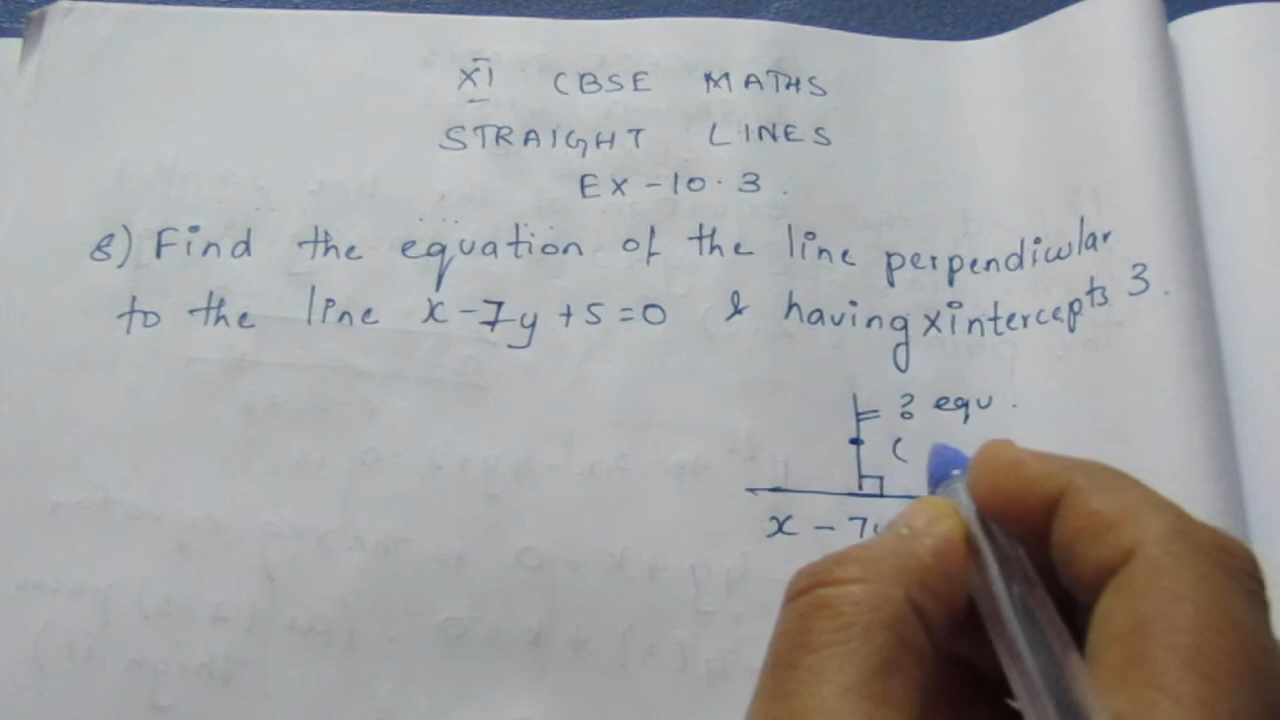 XI CBSE MATHS
STRAIGHT LINES
EX-10.3.
8) Find the equation of the line perpendicular
to the line x-7y+5=0 & having x intercepts 3.
? equ.
(
x - 7y